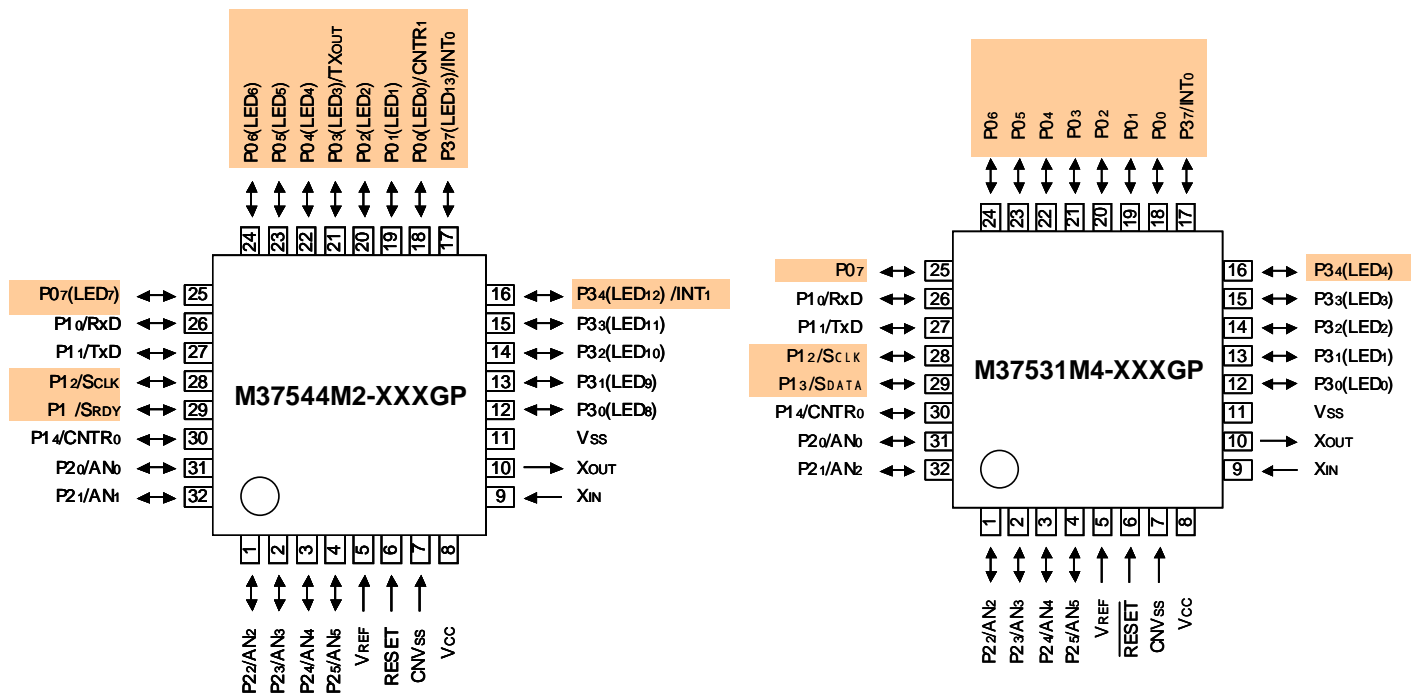 P06(LED6)
P05(LED5)
P04(LED4)
P03(LED3)/TXOUT
P02(LED2)
P01(LED1)
P00(LED0)/CNTR1
P37(LED13)/INT0
24
23
22
21
20
19
18
17
P07(LED7)
25
P10/RxD
26
P11/TxD
27
P12/SCLK
28
P1 /SRDY
29
P14/CNTR0
30
P20/AN0
31
P21/AN1
32
M37544M2-XXXGP
16
P34(LED12) /INT1
15
P33(LED11)
14
P32(LED10)
13
P31(LED9)
12
P30(LED8)
11
VSS
10
XOUT
9
XIN
1
2
3
4
5
6
7
8
P22/AN2
P23/AN3
P24/AN4
P25/AN5
VREF
RESET
CNVSS
VCC
P06
P05
P04
P03
P02
P01
P00
P37/INT0
24
23
22
21
20
19
18
17
P07
25
P10/RxD
26
P11/TxD
27
P12/SCLK
28
P13/SDATA
29
P14/CNTR0
30
P20/AN0
31
P21/AN2
32
M37531M4-XXXGP
16
P34(LED4)
15
P33(LED3)
14
P32(LED2)
13
P31(LED1)
12
P30(LED0)
11
VSS
10
XOUT
9
XIN
1
2
3
4
5
6
7
8
P22/AN2
P23/AN3
P24/AN4
P25/AN5
VREF
RESET
CNVSS
VCC